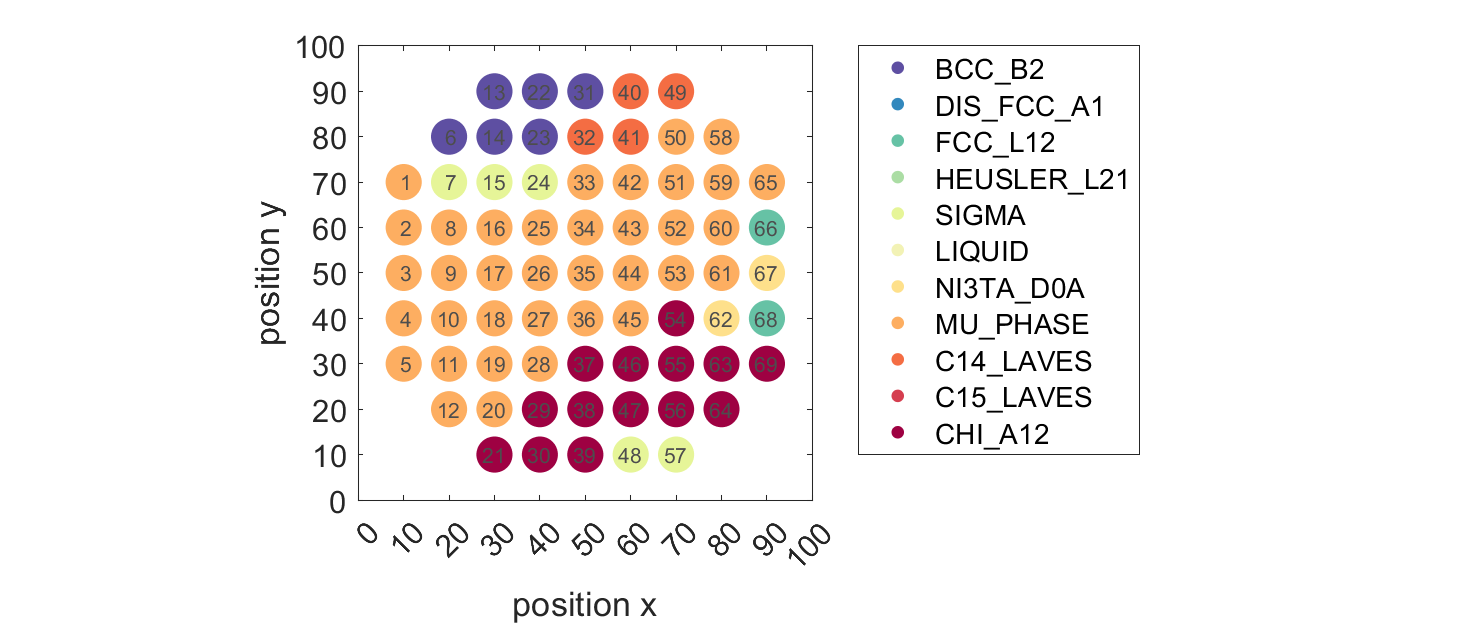 100
90
80
70
60
50
40
30
20
10
0
position y
13 22 31 40 49
6 14 23 32 41 50 58
1 7 15 24 33 42 51 59 65
2 8 16 25 34 43 52 60 66
3 9 17 26 35 44 53 61 67
4 10 18 27 36 45 54 62 68
5 11 19 28 37 46 55 63 69
12 20 29 38 47 56 64
21 30 39 48 57
0 10 20 30 40 50 60 70 80 90 100
position x
BCC_B2
DIS_FCC_A1
FCC_L12
HEUSLER_L21
SIGMA
LIQUID
NI3TA_D0A
MU_PHASE
C14_LAVES
C15_LAVES
CHI_A12